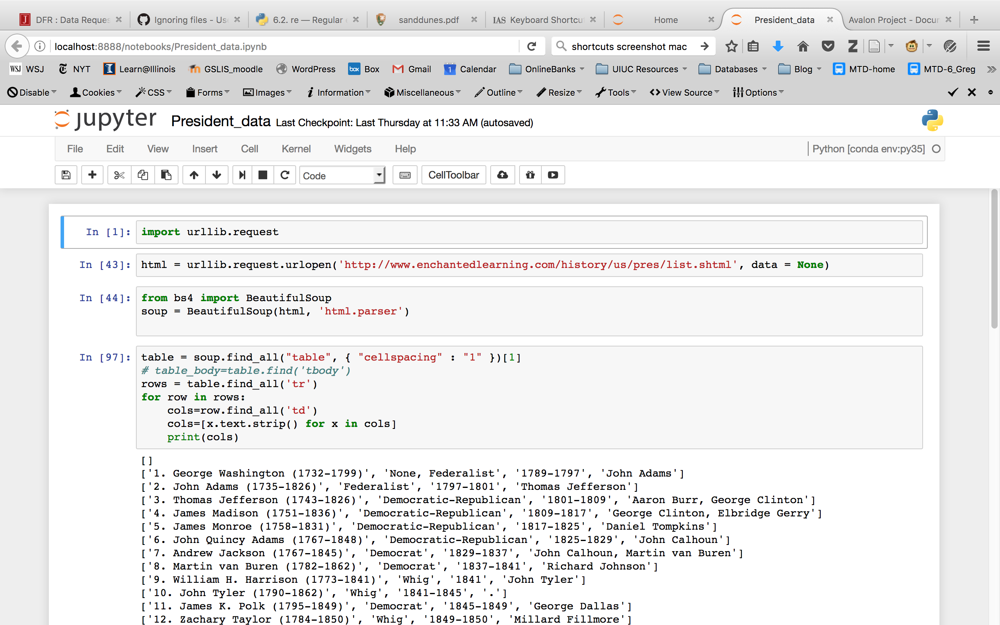 DFR : Data Reques
Ignoring files - Us
6.2. re — Regular
sanddunes.pdf
IAS Keyboard Shortcu
Home
President_data
Avalon Project - Docur
localhost:8888/notebooks/President_data.ipynb
shortcuts screenshot mac
WSJ WSJ
NYT
Learn@Illinois
GSLIS_moodle
WordPress
box Box
Gmail
1 Calendar
OnlineBanks
UIUC Resources
Databases
Blog
MTD-home
MTD-6_Greg
Disable
Cookies
CSS
Forms
Images
Information
Miscellaneous
Outline
Resize
Tools
View Source
Options
jupyter President_data Last Checkpoint: Last Thursday at 11:33 AM (autosaved)
File Edit View Insert Cell Kernel Widgets Help
Python [conda env:py35]
Code
CellToolbar
In [1]: import urllib.request
In [43]: html = urllib.request.urlopen('http://www.enchantedlearning.com/history/us/pres/list.shtml', data = None)
In [44]: from bs4 import BeautifulSoup
soup = BeautifulSoup(html, 'html.parser')
In [97]: table = soup.find_all("table", { "cellspacing" : "1" })[1]
# table_body=table.find('tbody')
rows = table.find_all('tr')
for row in rows:
    cols=row.find_all('td')
    cols=[x.text.strip() for x in cols]
    print(cols)
[]
['1. George Washington (1732-1799)', 'None, Federalist', '1789-1797', 'John Adams']
['2. John Adams (1735-1826)', 'Federalist', '1797-1801', 'Thomas Jefferson']
['3. Thomas Jefferson (1743-1826)', 'Democratic-Republican', '1801-1809', 'Aaron Burr, George Clinton']
['4. James Madison (1751-1836)', 'Democratic-Republican', '1809-1817', 'George Clinton, Elbridge Gerry']
['5. James Monroe (1758-1831)', 'Democratic-Republican', '1817-1825', 'Daniel Tompkins']
['6. John Quincy Adams (1767-1848)', 'Democratic-Republican', '1825-1829', 'John Calhoun']
['7. Andrew Jackson (1767-1845)', 'Democrat', '1829-1837', 'John Calhoun, Martin van Buren']
['8. Martin van Buren (1782-1862)', 'Democrat', '1837-1841', 'Richard Johnson']
['9. William H. Harrison (1773-1841)', 'Whig', '1841', 'John Tyler']
['10. John Tyler (1790-1862)', 'Whig', '1841-1845', '.']
['11. James K. Polk (1795-1849)', 'Democrat', '1845-1849', 'George Dallas']
['12. Zachary Taylor (1784-1850)', 'Whig', '1849-1850', 'Millard Fillmore']